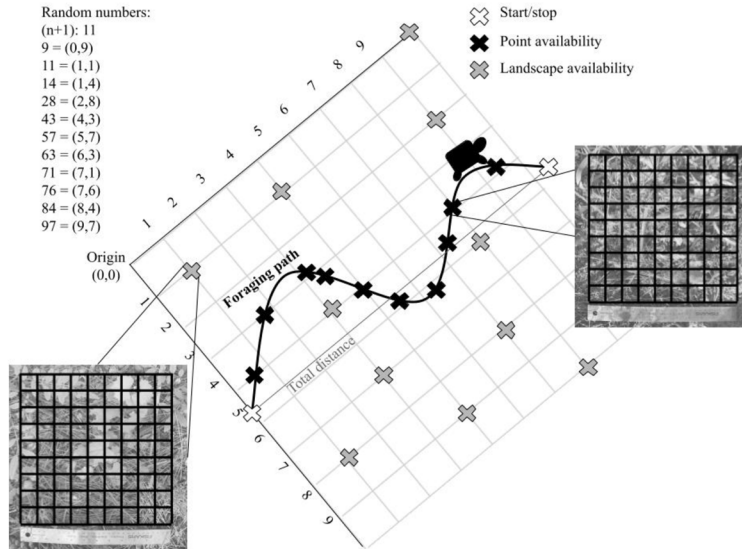 Random numbers:
(n+1): 11
9 = (0,9)
11 = (1,1)
14 = (1,4)
28 = (2,8)
43 = (4,3)
57 = (5,7)
63 = (6,3)
71 = (7,1)
76 = (7,6)
84 = (8,4)
97 = (9,7)
Start/stop
Point availability
Landscape availability
1 2 3 4 5 6 7 8 9
Origin
(0,0)
1
2
3
4
5
6
7
8
9
Foraging path
Total distance